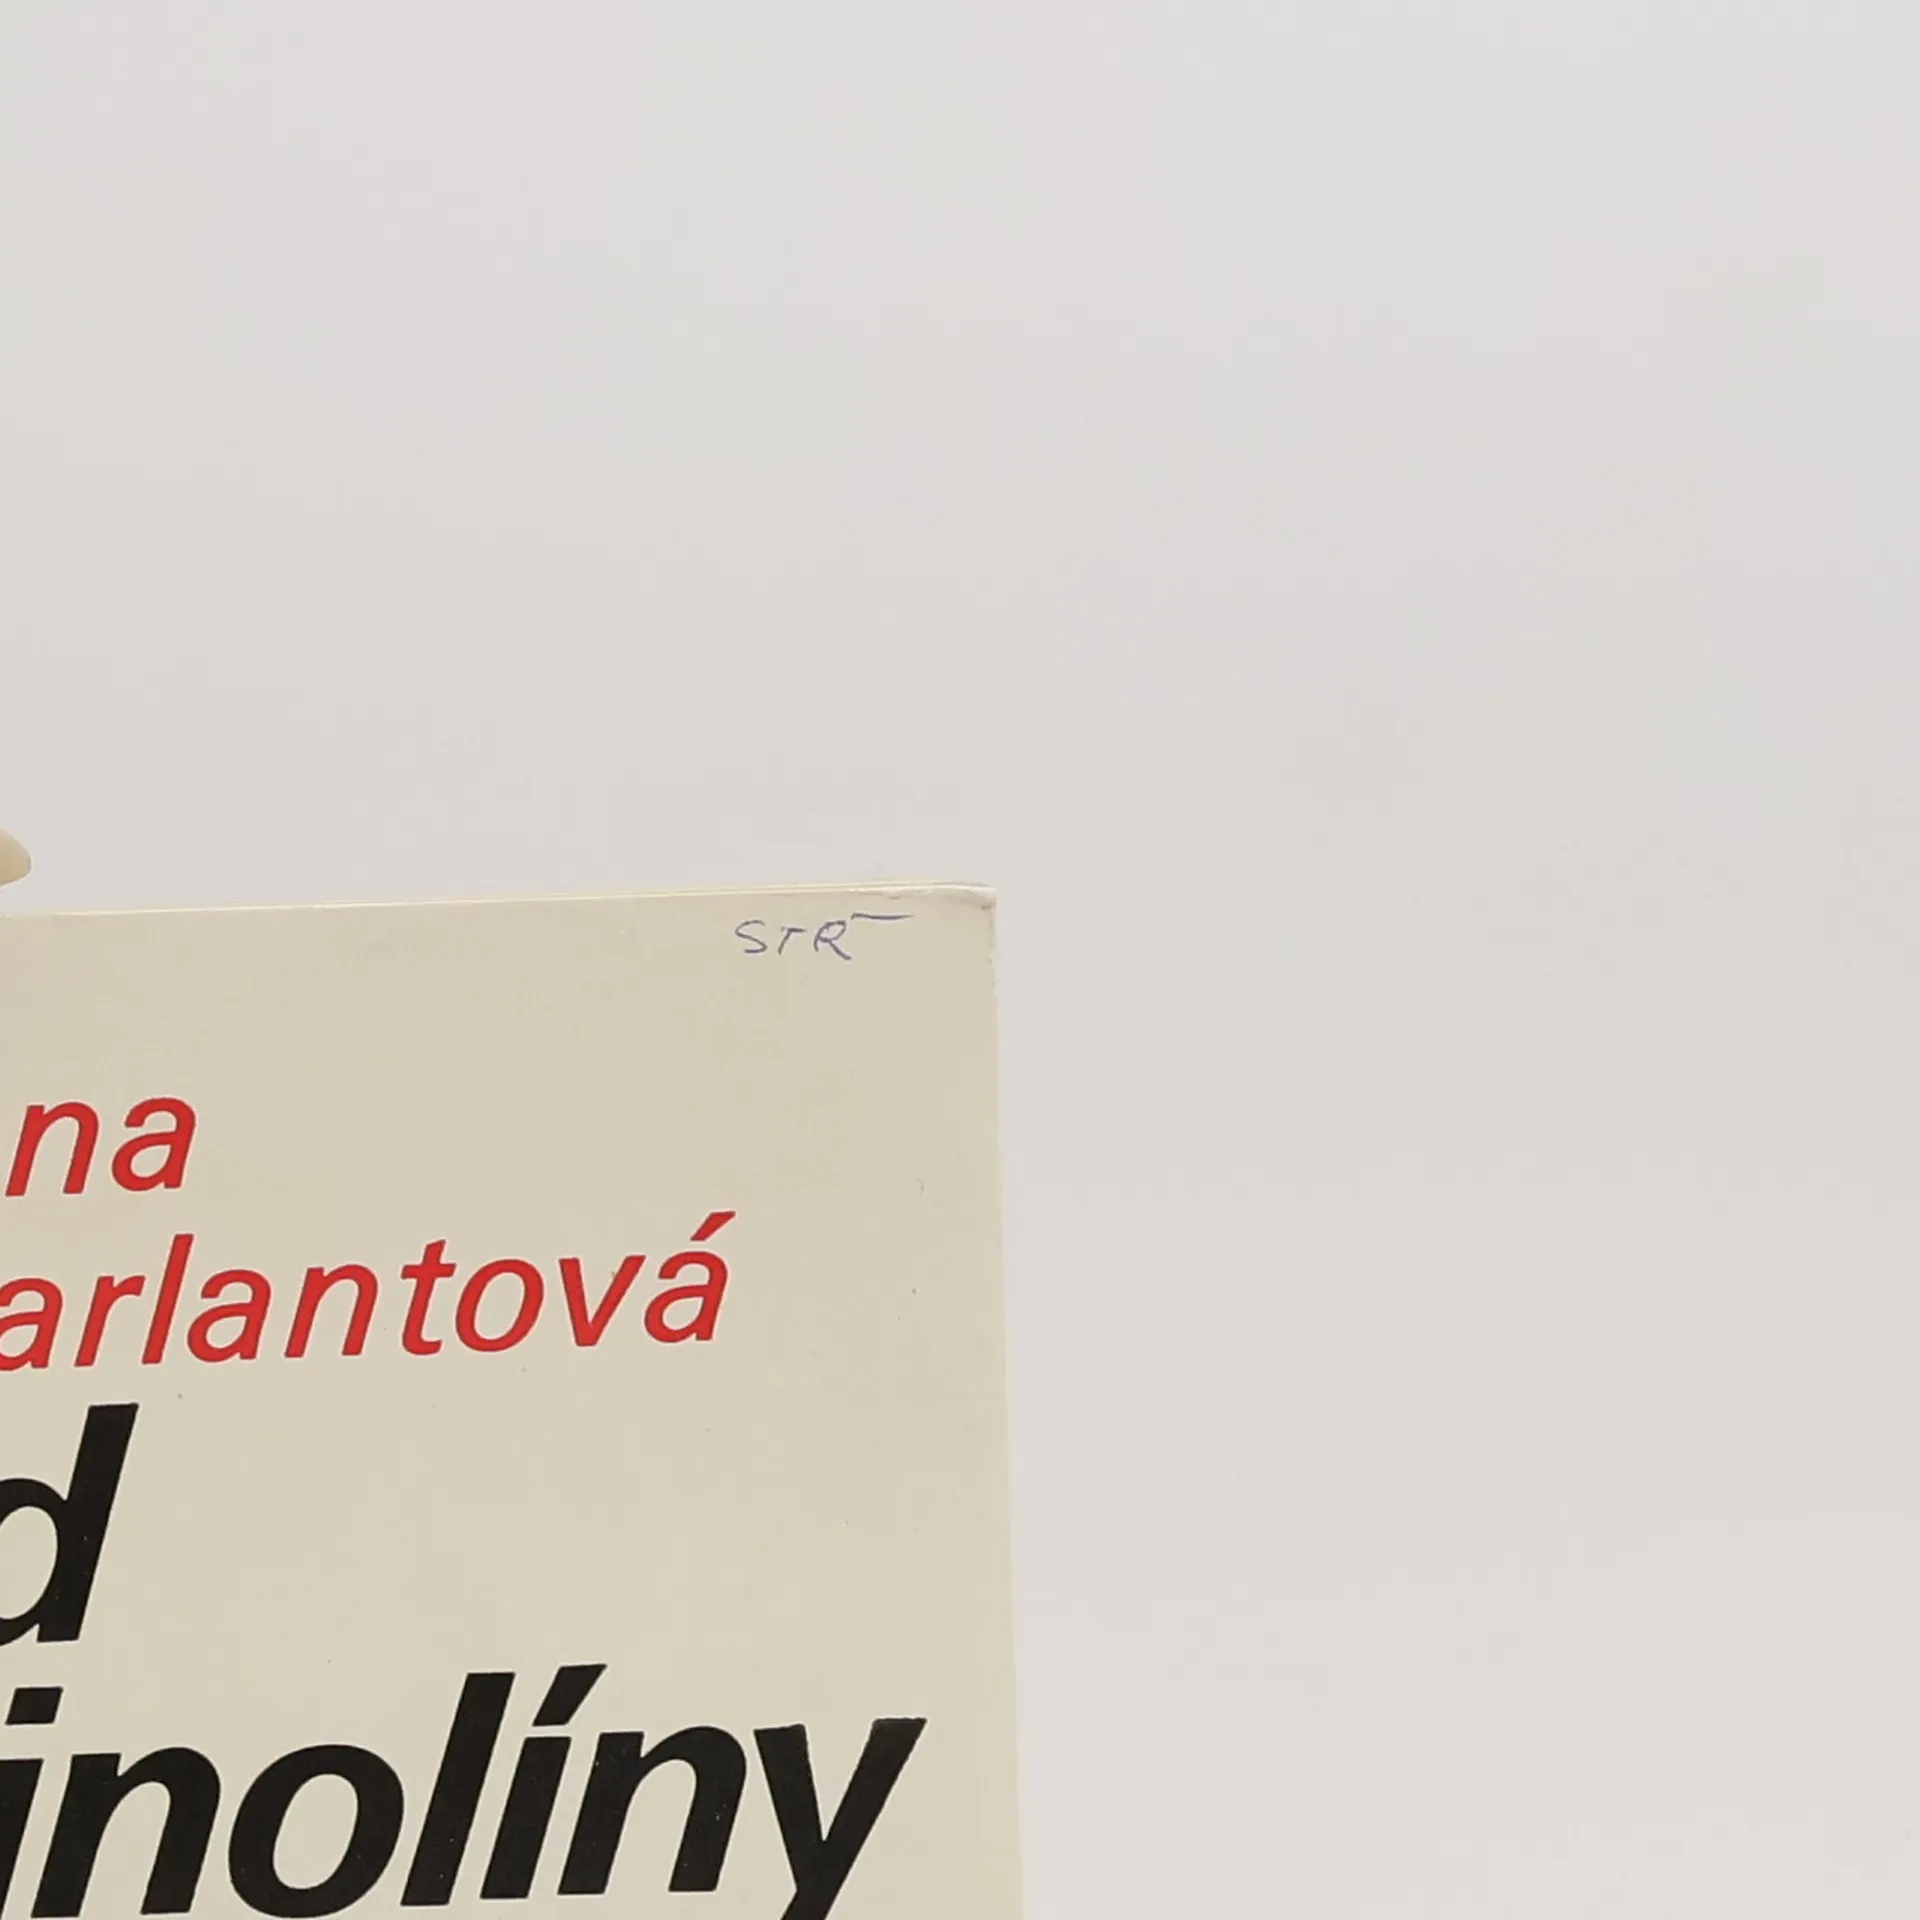 STR
na
arlantová
d
inolíny